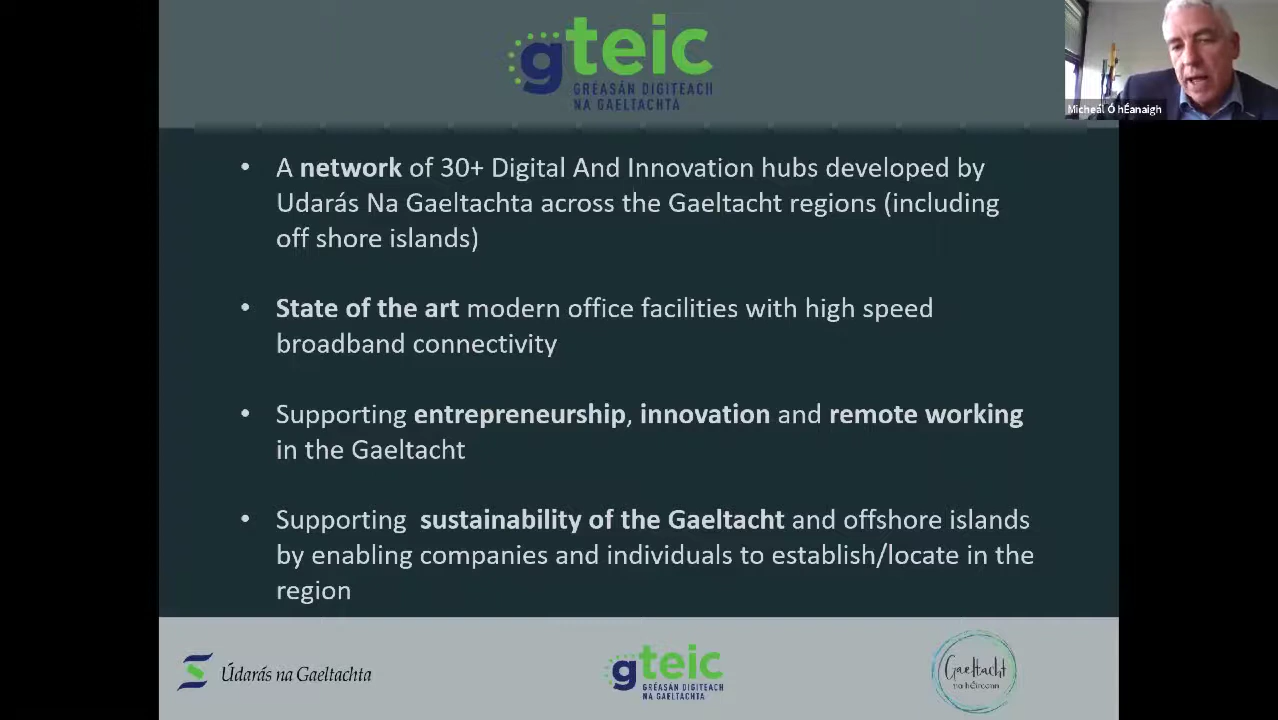 gteic
GREASÁN DIGITEACH
NA GAELTACHTA
Micheál Ó hÉanaigh
• A network of 30+ Digital And Innovation hubs developed by
Udarás Na Gaeltachta across the Gaeltacht regions (including
off shore islands)
• State of the art modern office facilities with high speed
broadband connectivity
• Supporting entrepreneurship, innovation and remote working
in the Gaeltacht
• Supporting sustainability of the Gaeltacht and offshore islands
by enabling companies and individuals to establish/locate in the
region
Údarás na Gaeltachta
gteic
GREASÁN DIGITEACH
NA GAELTACHTA
Gaeltacht
na hÉireann